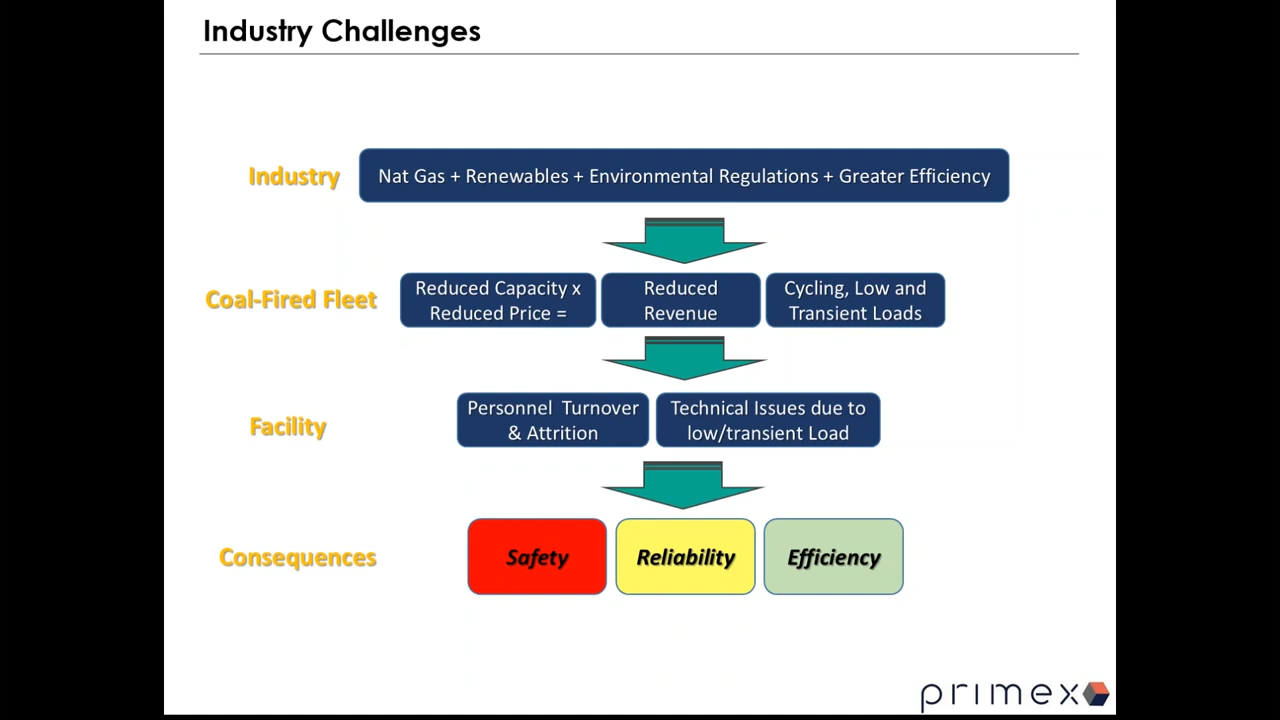 Industry Challenges
Industry
Nat Gas + Renewables + Environmental Regulations + Greater Efficiency
Coal-Fired Fleet
Reduced Capacity x
Reduced Price =
Reduced
Revenue
Cycling, Low and
Transient Loads
Facility
Personnel Turnover
& Attrition
Technical Issues due to
low/transient Load
Consequences
Safety
Reliability
Efficiency
primex